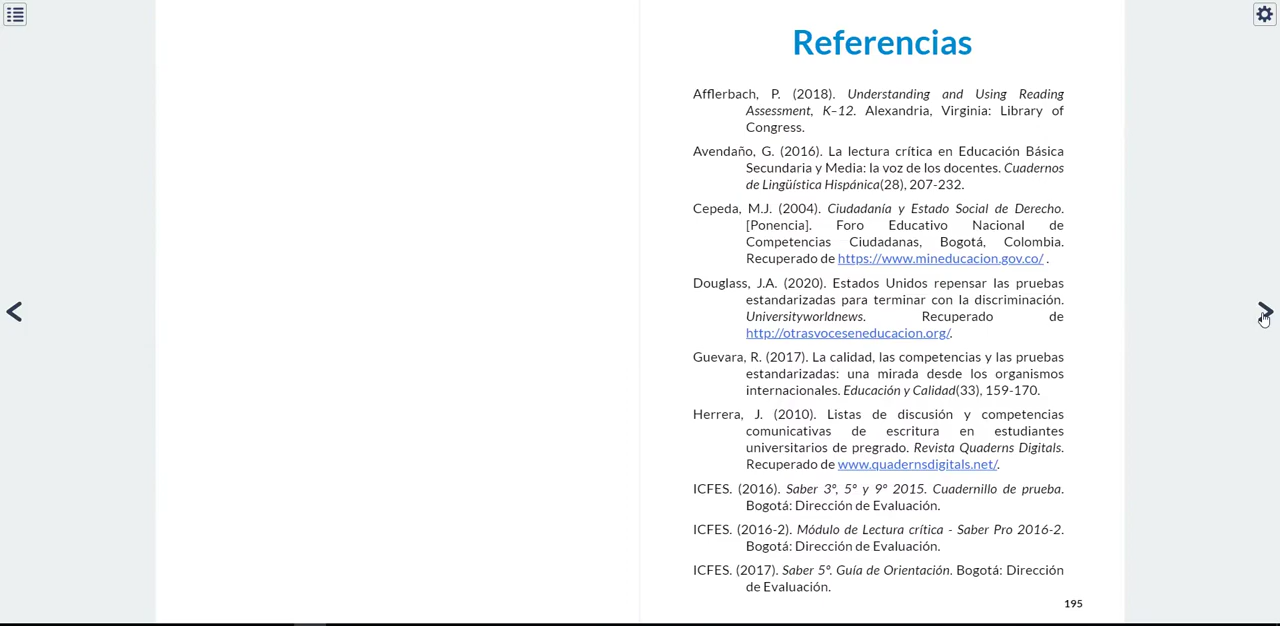 Referencias
Afflerbach, P. (2018). Understanding and Using Reading
Assessment, K–12. Alexandria, Virginia: Library of
Congress.
Avendaño, G. (2016). La lectura crítica en Educación Básica
Secundaria y Media: la voz de los docentes. Cuadernos
de Lingüística Hispánica(28), 207-232.
Cepeda, M.J. (2004). Ciudadanía y Estado Social de Derecho.
[Ponencia]. Foro Educativo Nacional de
Competencias Ciudadanas, Bogotá, Colombia.
Recuperado de https://www.mineducacion.gov.co/ .
Douglass, J.A. (2020). Estados Unidos repensar las pruebas
estandarizadas para terminar con la discriminación.
Universityworldnews. Recuperado de
http://otrasvoceseneducacion.org/.
Guevara, R. (2017). La calidad, las competencias y las pruebas
estandarizadas: una mirada desde los organismos
internacionales. Educación y Calidad(33), 159-170.
Herrera, J. (2010). Listas de discusión y competencias
comunicativas de escritura en estudiantes
universitarios de pregrado. Revista Quaderns Digitals.
Recuperado de www.quadernsdigitals.net/.
ICFES. (2016). Saber 3°, 5° y 9° 2015. Cuadernillo de prueba.
Bogotá: Dirección de Evaluación.
ICFES. (2016-2). Módulo de Lectura crítica - Saber Pro 2016-2.
Bogotá: Dirección de Evaluación.
ICFES. (2017). Saber 5°. Guía de Orientación. Bogotá: Dirección
de Evaluación.
195